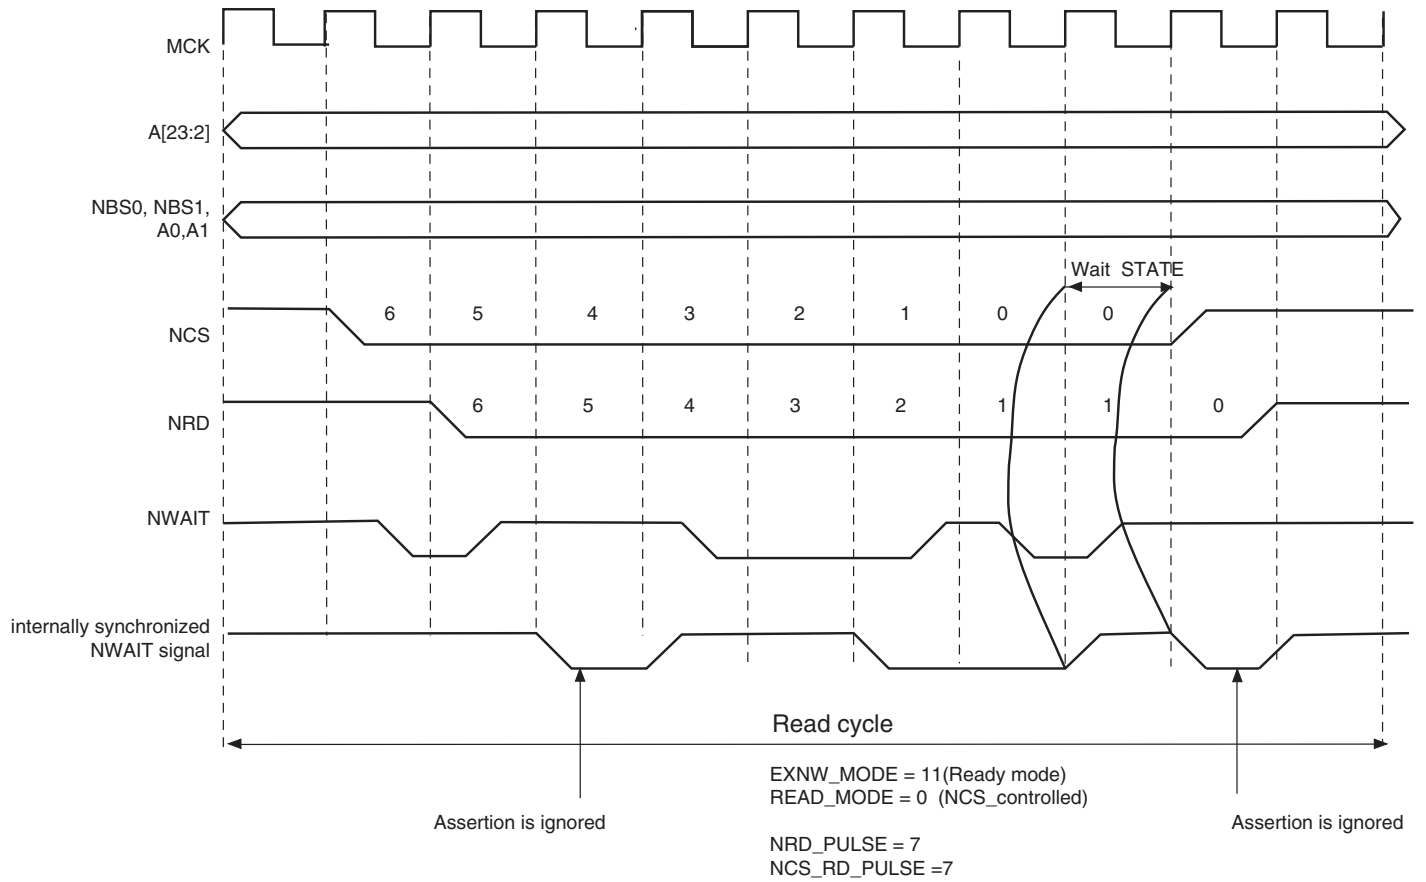 MCK
A[23:2]
NBS0, NBS1,
A0,A1
Wait STATE
NCS
6 5 4 3 2 1 0 0
NRD
6 5 4 3 2 1 1 0
NWAIT
internally synchronized
NWAIT signal
Read cycle
EXNW_MODE = 11(Ready mode)
READ_MODE = 0 (NCS_controlled)
Assertion is ignored
Assertion is ignored
NRD_PULSE = 7
NCS_RD_PULSE =7